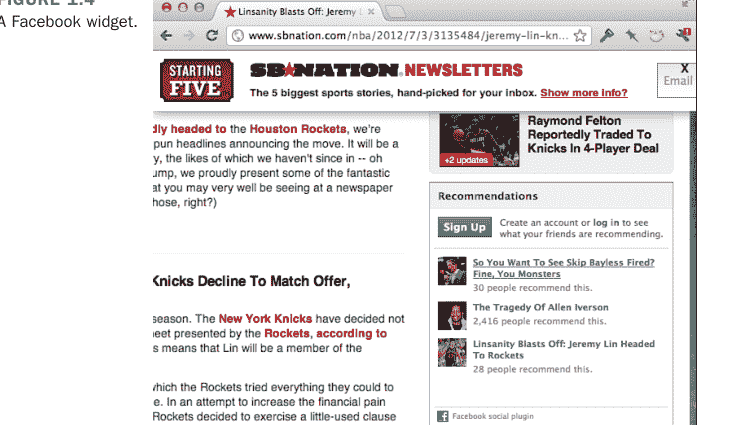 FIGURE 1.4
A Facebook widget.
Linsanity Blasts Off: Jeremy L
www.sbnation.com/nba/2012/7/3/3135484/jeremy-lin-kn...
STARTING
FIVE
SB★NATION NEWSLETTERS
The 5 biggest sports stories, hand-picked for your inbox. Show more info?
X
Email
dly headed to the Houston Rockets, we're
pun headlines announcing the move. It will be a
y, the likes of which we haven't since in -- oh
ump, we proudly present some of the fantastic
at you may very well be seeing at a newspaper
hose, right?)
Knicks Decline To Match Offer,
season. The New York Knicks have decided not
eet presented by the Rockets, according to
s means that Lin will be a member of the
which the Rockets tried everything they could to
e. In an attempt to increase the financial pain
Rockets decided to exercise a little-used clause
+2 updates
Raymond Felton
Reportedly Traded To
Knicks In 4-Player Deal
Recommendations
Sign Up
Create an account or log in to see
what your friends are recommending.
So You Want To See Skip Bayless Fired?
Fine, You Monsters
30 people recommend this.
The Tragedy Of Allen Iverson
2,416 people recommend this.
Linsanity Blasts Off: Jeremy Lin Headed
To Rockets
28 people recommend this.
Facebook social plugin